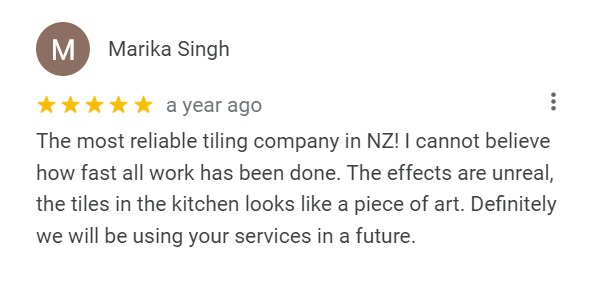 M
Marika Singh
a year ago
The most reliable tiling company in NZ! I cannot believe
how fast all work has been done. The effects are unreal,
the tiles in the kitchen looks like a piece of art. Definitely
we will be using your services in a future.